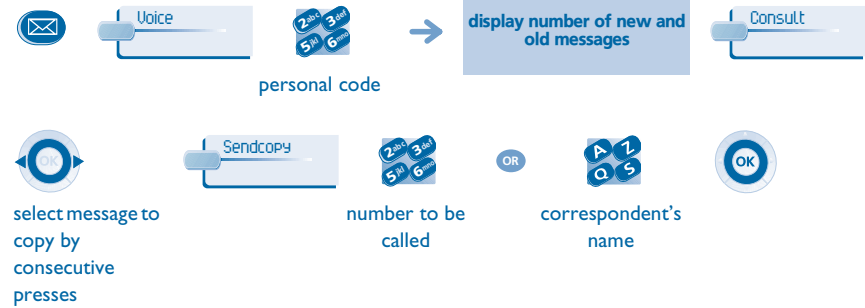 Voice
2abc 3def
5jkl 6mno
display number of new and
old messages
Consult
personal code
OK
Sendcopy
2abc 3def
5jkl 6mno
OR
A Z
Q S
OK
select message to
copy by
consecutive
presses
number to be
called
correspondent's
name